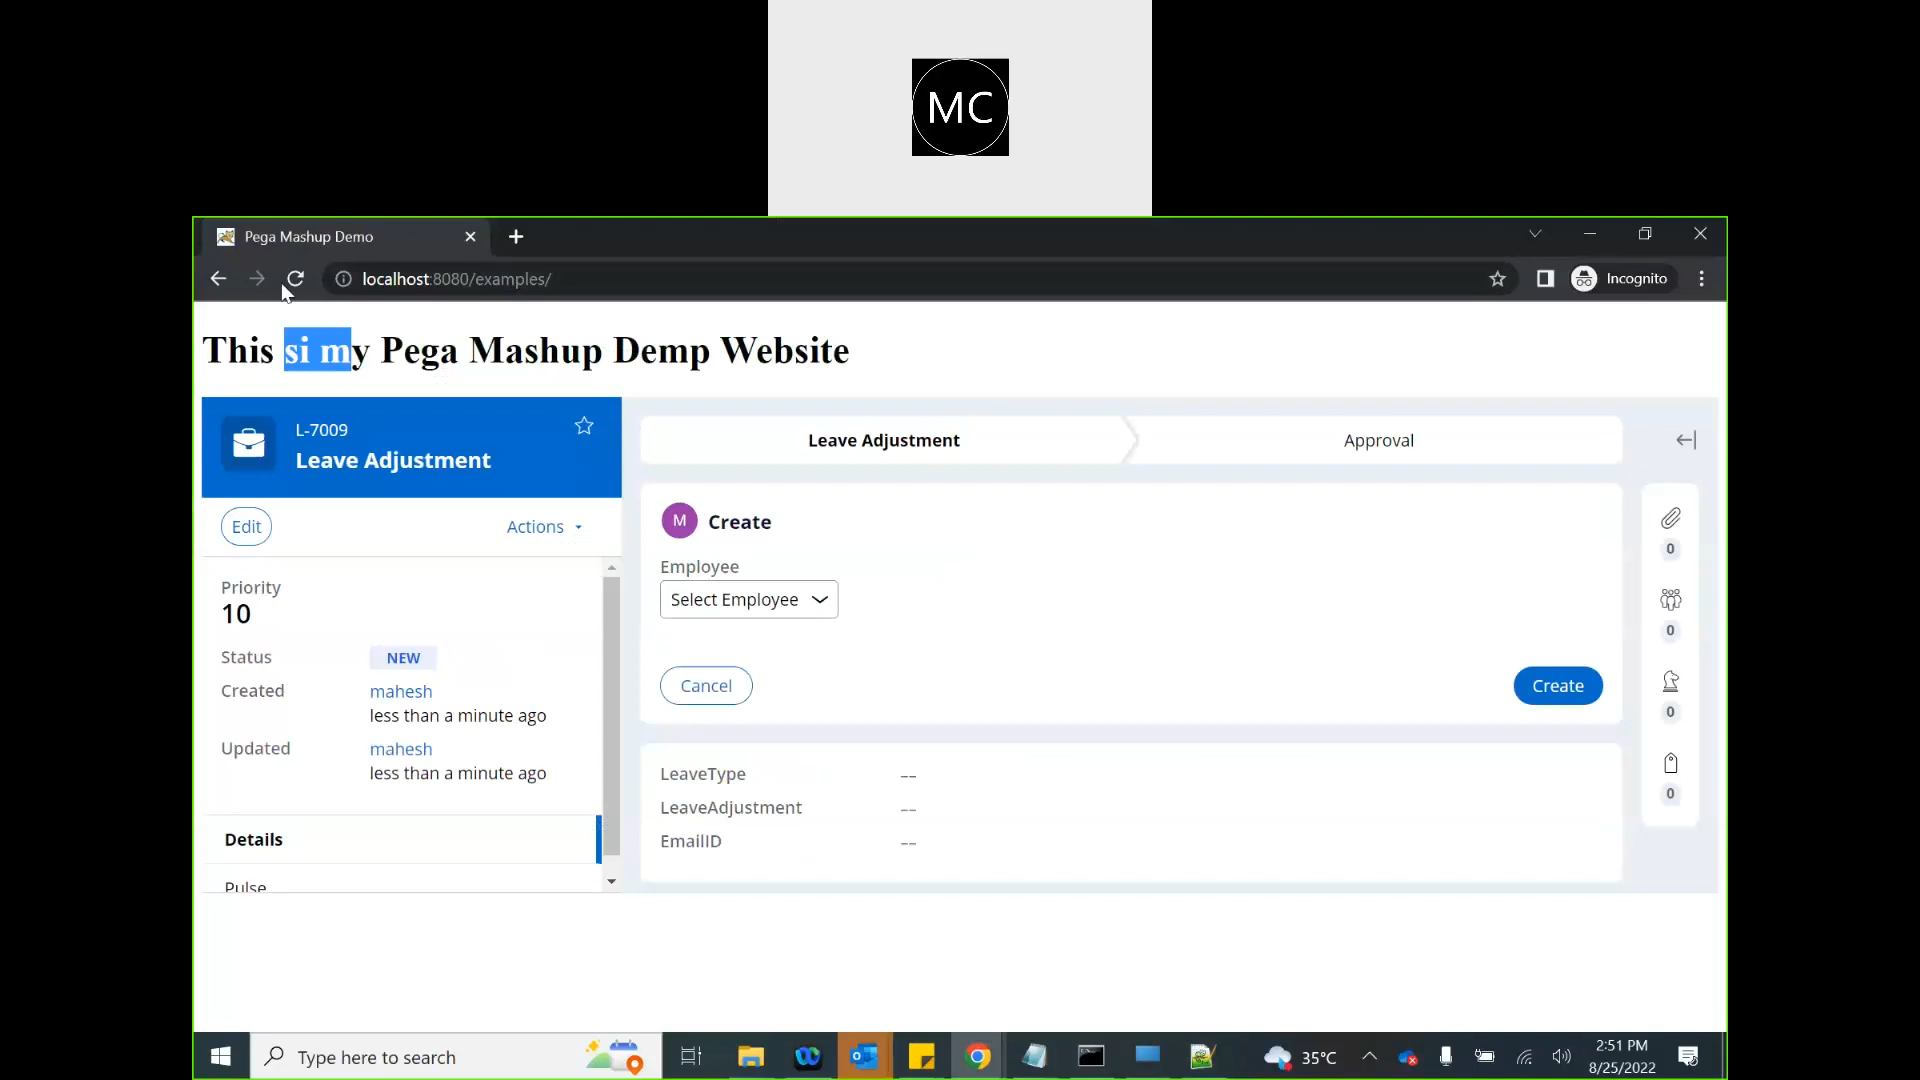 MC
Pega Mashup Demo
localhost:8080/examples/
Incognito
This si my Pega Mashup Demp Website
L-7009
Leave Adjustment
Edit
Actions
Priority
10
Status NEW
Created mahesh
less than a minute ago
Updated mahesh
less than a minute ago
Details
Pulse
Leave Adjustment
Approval
M Create
Employee
Select Employee
Cancel
Create
LeaveType --
LeaveAdjustment --
EmailID --
0
0
0
0
Type here to search
35°C
2:51 PM
8/25/2022